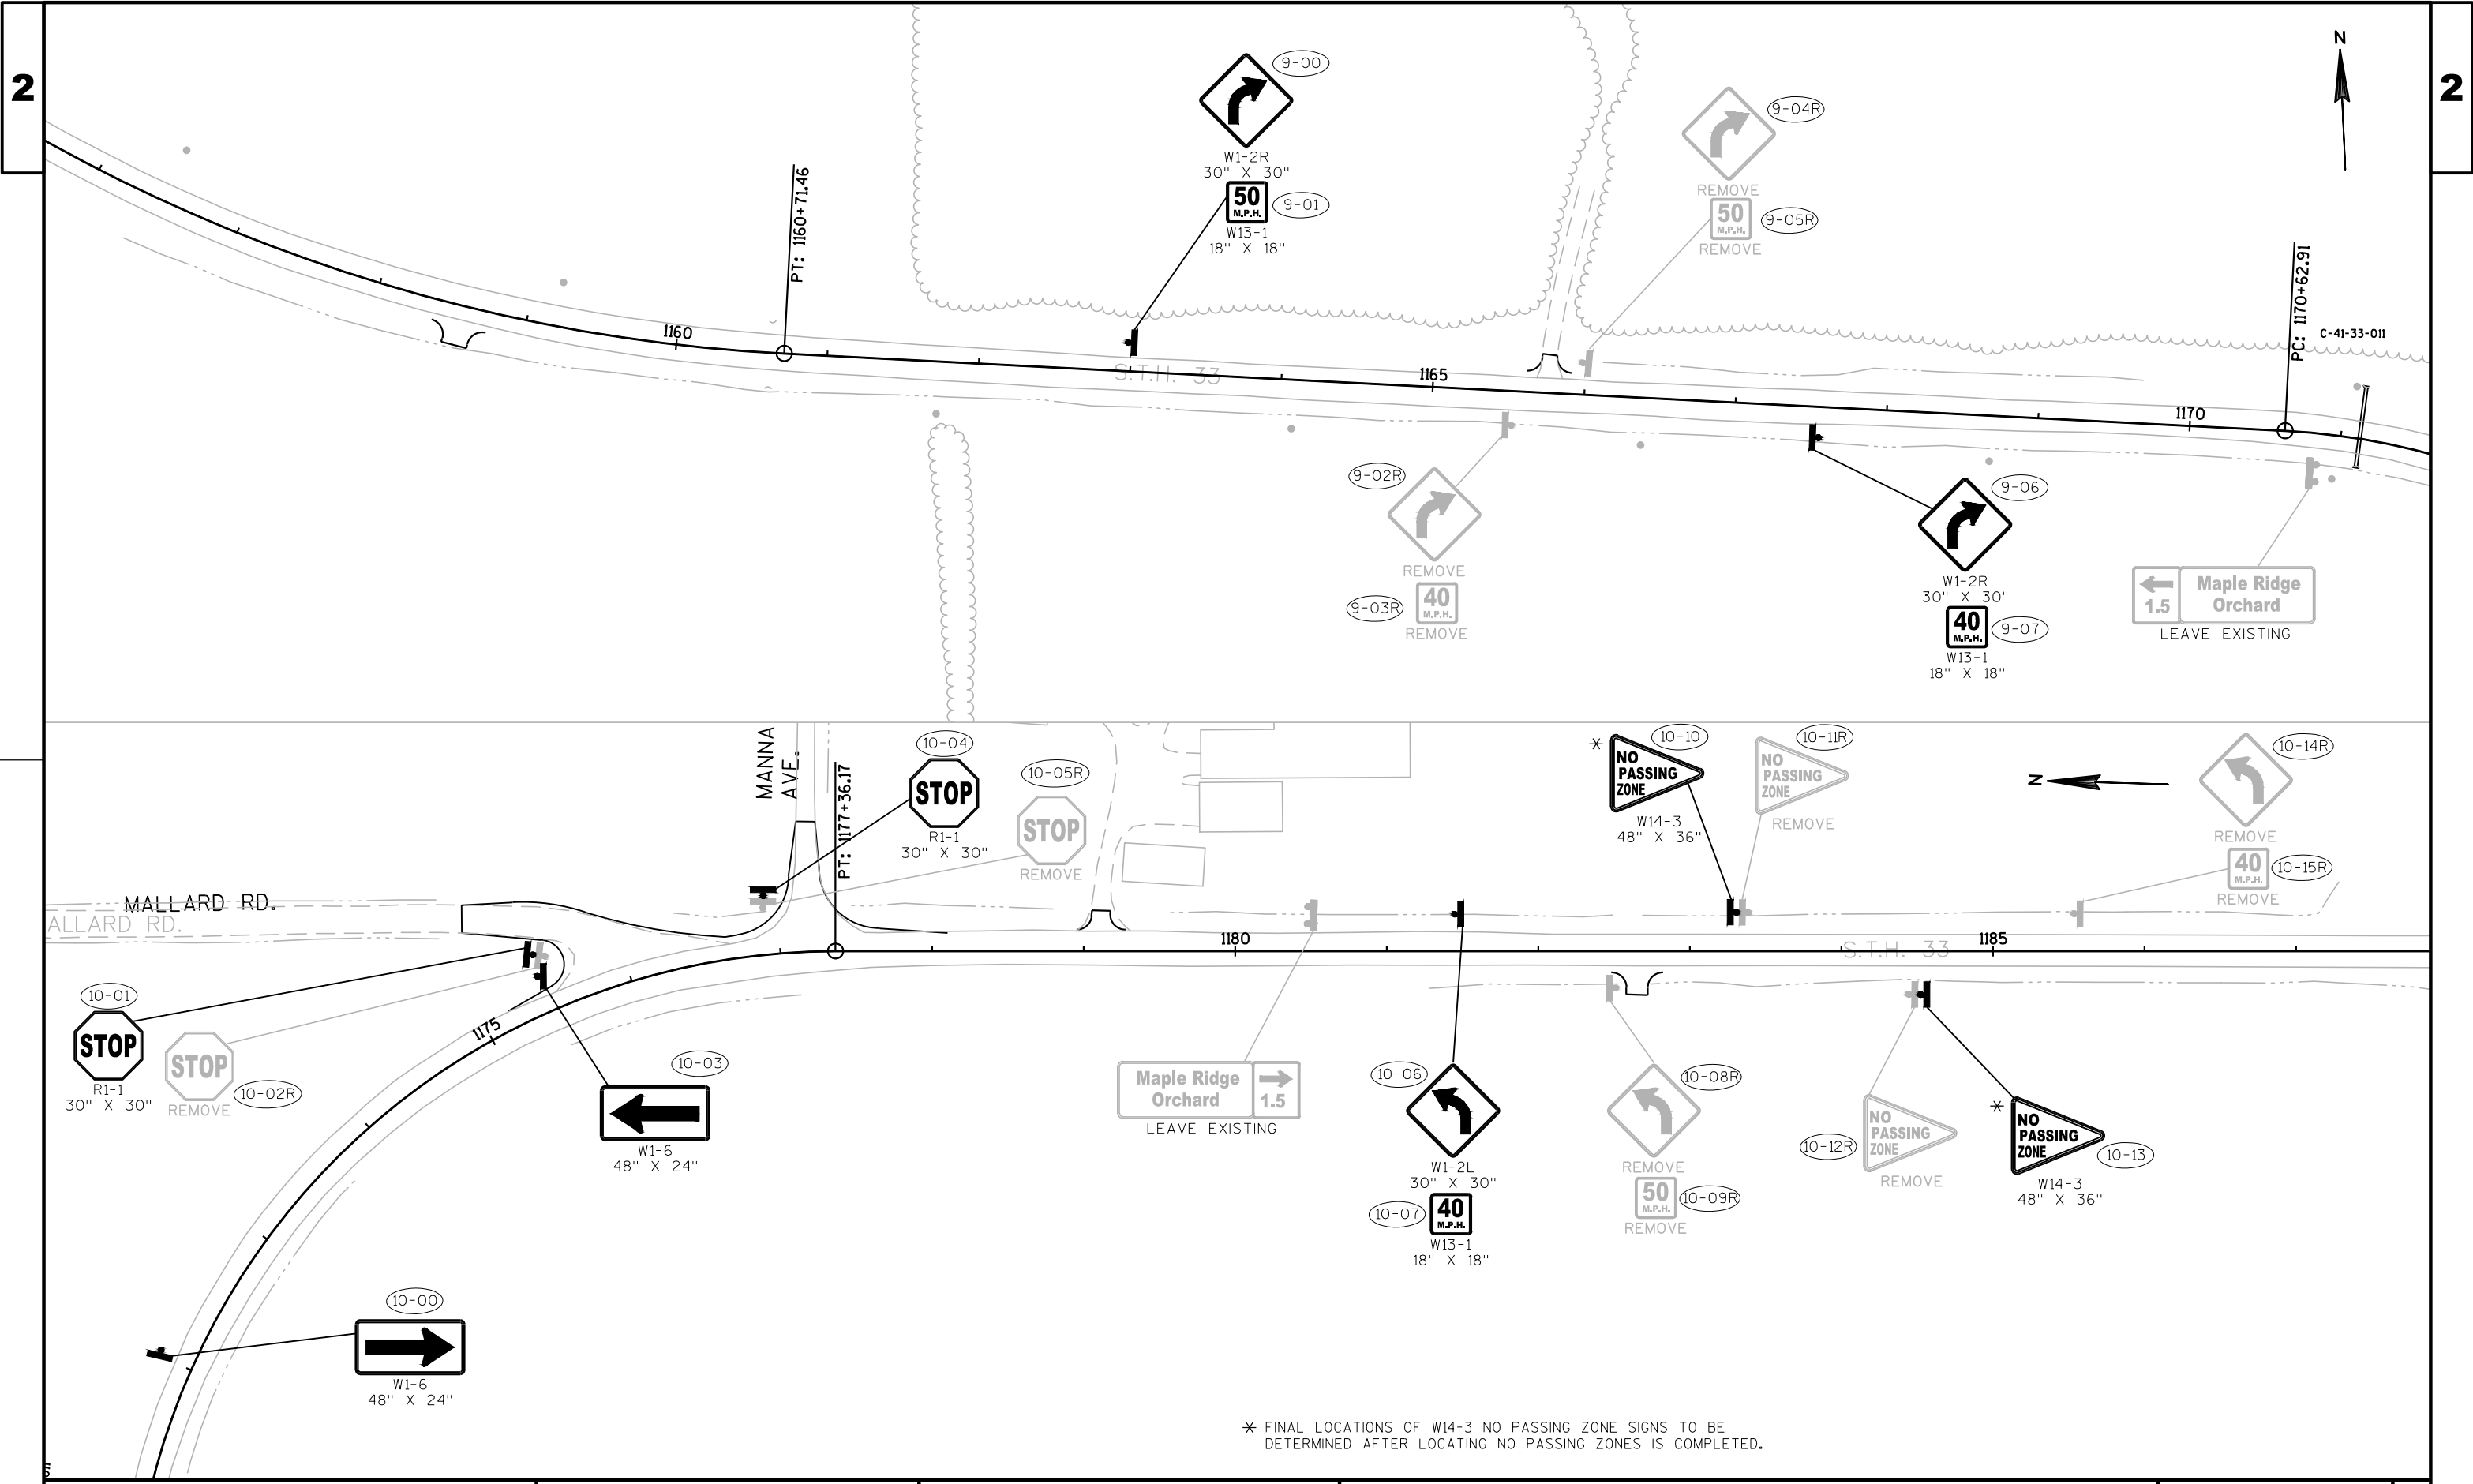 2
2
N
9-00
W1-2R
30" X 30"
50
M.P.H.
9-01
W13-1
18" X 18"
9-04R
REMOVE
50
M.P.H.
9-05R
REMOVE
PT: 1160+71.46
PC: 1170+62.91
C-41-33-011
1160
S.T.H. 33
1165
1170
9-02R
REMOVE
40
M.P.H.
9-03R
REMOVE
9-06
W1-2R
30" X 30"
40
M.P.H.
9-07
W13-1
18" X 18"
1.5
Maple Ridge
Orchard
LEAVE EXISTING
MANNA
AVE.
PT: 1177+36.17
10-04
STOP
R1-1
30" X 30"
10-05R
STOP
REMOVE
10-10
NO
PASSING
ZONE
W14-3
48" X 36"
10-11R
NO
PASSING
ZONE
REMOVE
N
10-14R
REMOVE
40
M.P.H.
10-15R
REMOVE
MALLARD RD.
ALLARD RD.
1175
1180
S.T.H. 33
1185
10-01
STOP
R1-1
30" X 30"
STOP
10-02R
REMOVE
10-03
W1-6
48" X 24"
Maple Ridge
Orchard
1.5
LEAVE EXISTING
10-06
W1-2L
30" X 30"
10-07
40
M.P.H.
W13-1
18" X 18"
10-08R
REMOVE
50
M.P.H.
10-09R
REMOVE
10-12R
NO
PASSING
ZONE
REMOVE
NO
PASSING
ZONE
10-13
W14-3
48" X 36"
10-00
W1-6
48" X 24"
* FINAL LOCATIONS OF W14-3 NO PASSING ZONE SIGNS TO BE
DETERMINED AFTER LOCATING NO PASSING ZONES IS COMPLETED.